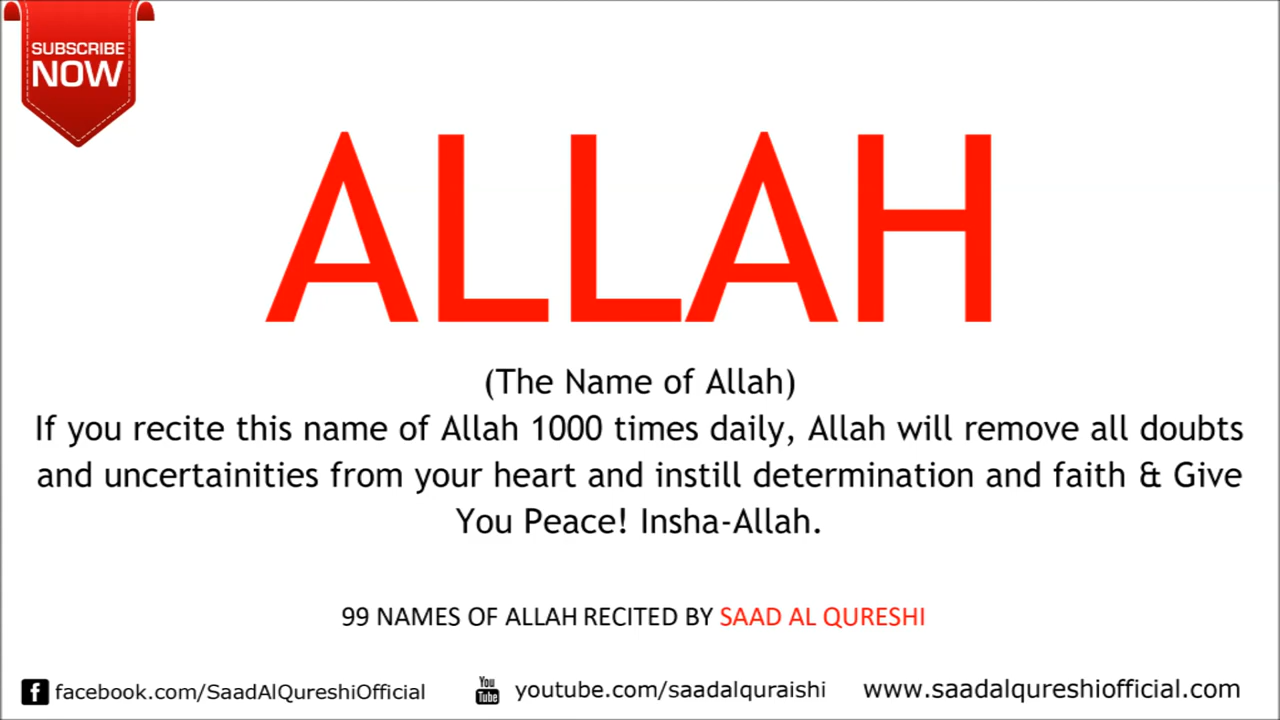 SUBSCRIBE
NOW
ALLAH
(The Name of Allah)
If you recite this name of Allah 1000 times daily, Allah will remove all doubts
and uncertainities from your heart and instill determination and faith & Give
You Peace! Insha-Allah.
99 NAMES OF ALLAH RECITED BY SAAD AL QURESHI
f facebook.com/SaadAlQureshiOfficial You Tube youtube.com/saadalquraishi www.saadalqureshiofficial.com